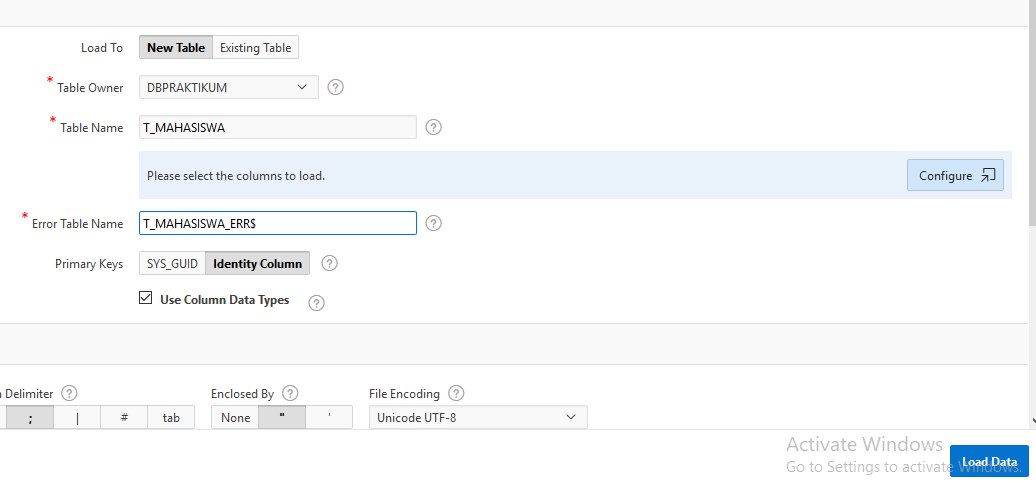 Load To New Table Existing Table
* Table Owner DBPRAKTIKUM ?
* Table Name T_MAHASISWA ?
Please select the columns to load. Configure
* Error Table Name T_MAHASISWA_ERR$ ?
Primary Keys SYS_GUID Identity Column ?
Use Column Data Types ?
Delimiter ? Enclosed By ? File Encoding ?
; | # tab None " ' Unicode UTF-8
Activate Windows
Go to Settings to activate Windows.
Load Data